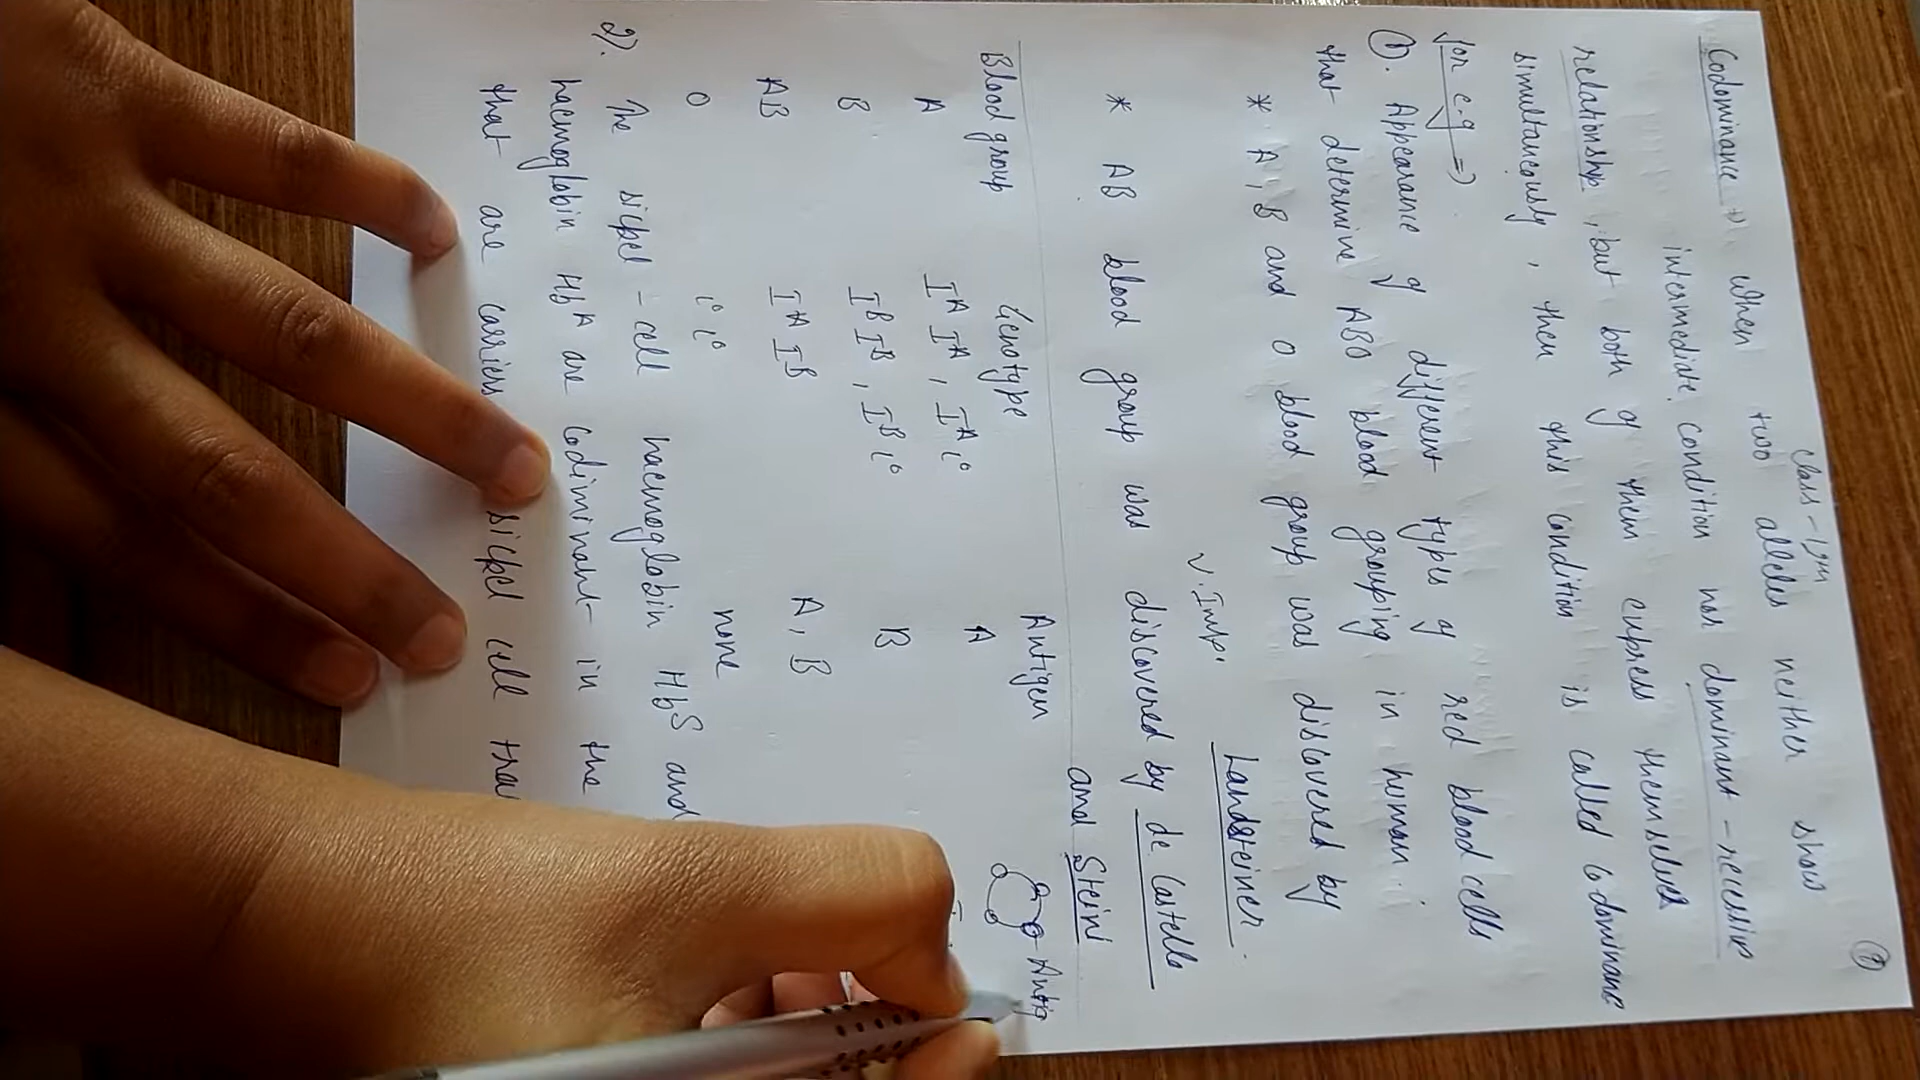 ①
Class - 12th
Codominance → When two alleles neither show
intermediate condition nor dominant - recessive
relationship, but both of them express themselves
simultaneously, then this condition is called codominance
for e.g ⇒
①. Appearance of different types of red blood cells
that determine ABO blood grouping in human.
* A, B and O blood group was discovered by
Landsteiner.
V. Imp.
* AB blood group was discovered by de Castello
and Steini
Blood group Genotype Antigen
A Iᴬ Iᴬ, Iᴬ i° A
B Iᴮ Iᴮ, Iᴮ i° B
AB Iᴬ Iᴮ A, B
O i° i° none
Antig
2). The sickel - cell haemoglobin Hbˢ and
haemoglobin Hbᴬ are codiminant in the
that are carriers sickel cell